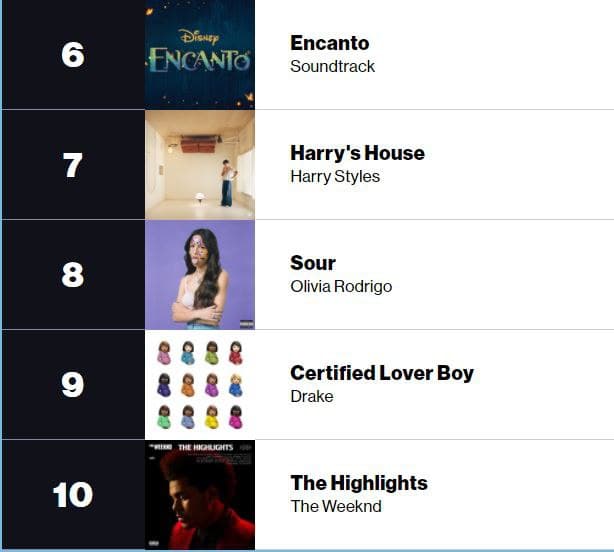 6
Disney
ENCANTO
Encanto
Soundtrack
7
Harry's House
Harry Styles
8
Sour
Olivia Rodrigo
9
Certified Lover Boy
Drake
10
THE WEEKND THE HIGHLIGHTS
The Highlights
The Weeknd